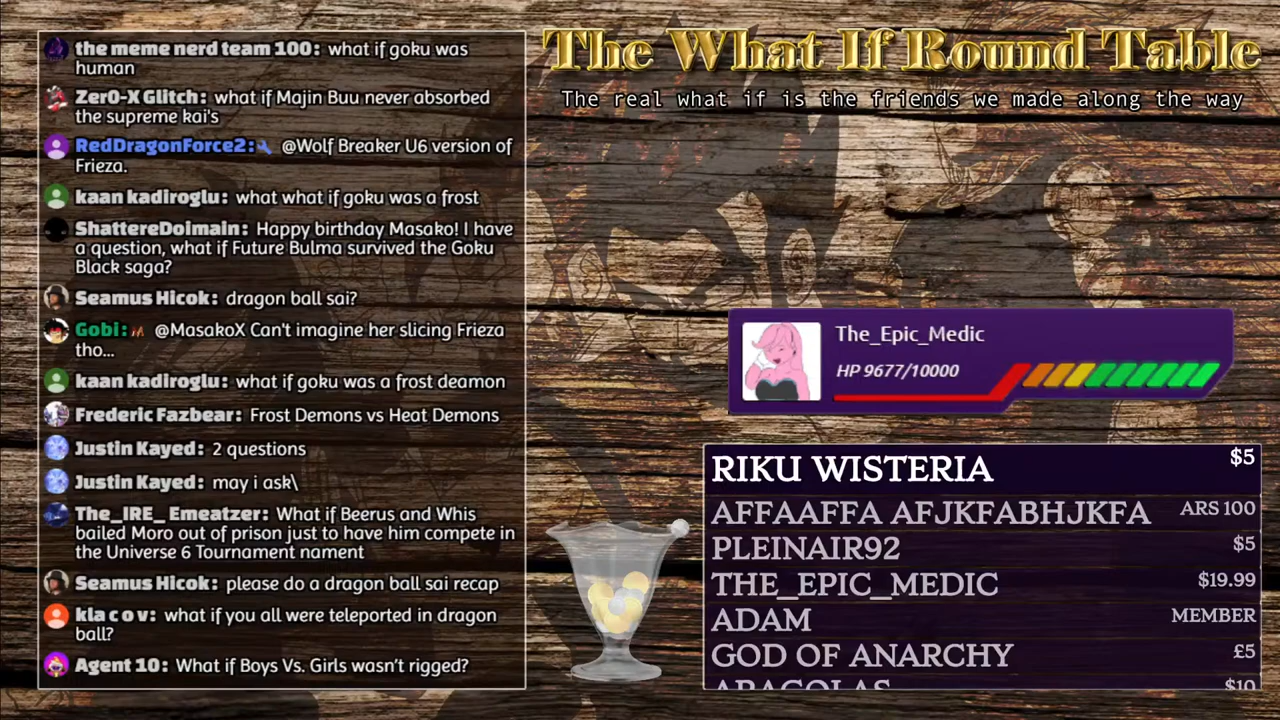 the meme nerd team 100: what if goku was
human
Zer0-X Glitch: what if Majin Buu never absorbed
the supreme kai's
RedDragonForce2: @Wolf Breaker U6 version of
Frieza.
kaan kadiroglu: what what if goku was a frost
ShattereDoimain: Happy birthday Masako! I have
a question, what if Future Bulma survived the Goku
Black saga?
Seamus Hicok: dragon ball sai?
Gobi: @MasakoX Can't imagine her slicing Frieza
tho...
kaan kadiroglu: what if goku was a frost deamon
Frederic Fazbear: Frost Demons vs Heat Demons
Justin Kayed: 2 questions
Justin Kayed: may i ask\
The_IRE_ Emeatzer: What if Beerus and Whis
bailed Moro out of prison just to have him compete in
the Universe 6 Tournament nament
Seamus Hicok: please do a dragon ball sai recap
kla c o v: what if you all were teleported in dragon
ball?
Agent 10: What if Boys Vs. Girls wasn't rigged?
The What If Round Table
The real what if is the friends we made along the way
The_Epic_Medic
HP 9677/10000
RIKU WISTERIA $5
AFFAAFFA AFJKFABHJKFA ARS 100
PLEINAIR92 $5
THE_EPIC_MEDIC $19.99
ADAM MEMBER
GOD OF ANARCHY £5
ARAGOLAS $10